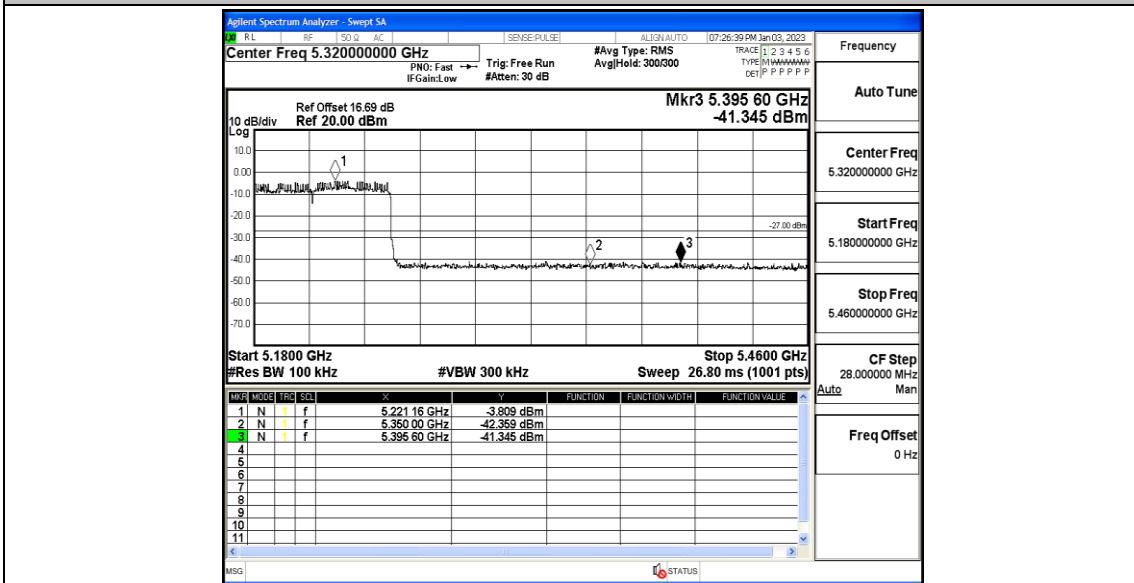 Agilent Spectrum Analyzer - Swept SA
LXI RL RF 50 Ω AC SENSE:PULSE ALIGN AUTO 07:26:39 PM Jan 03, 2023
Center Freq 5.320000000 GHz
PNO: Fast
IFGain:Low
Trig: Free Run
#Atten: 30 dB
#Avg Type: RMS
Avg|Hold: 300/300
TRACE 1 2 3 4 5 6
TYPE MWWWWW
DET P P P P P P
Ref Offset 16.69 dB
Ref 20.00 dBm
10 dB/div
Log
Mkr3 5.395 60 GHz
-41.345 dBm
10.0
0.00
-10.0
-20.0
-30.0
-40.0
-50.0
-60.0
-70.0
1
2
3
-27.00 dBm
Start 5.1800 GHz
Stop 5.4600 GHz
#Res BW 100 kHz
#VBW 300 kHz
Sweep 26.80 ms (1001 pts)
MKR MODE TRC SCL X Y FUNCTION FUNCTION WIDTH FUNCTION VALUE
1 N 1 f 5.221 16 GHz -3.809 dBm
2 N 1 f 5.350 00 GHz -42.359 dBm
3 N 1 f 5.395 60 GHz -41.345 dBm
4
5
6
7
8
9
10
11
MSG
STATUS
Frequency
Auto Tune
Center Freq
5.320000000 GHz
Start Freq
5.180000000 GHz
Stop Freq
5.460000000 GHz
CF Step
28.000000 MHz
Auto Man
Freq Offset
0 Hz